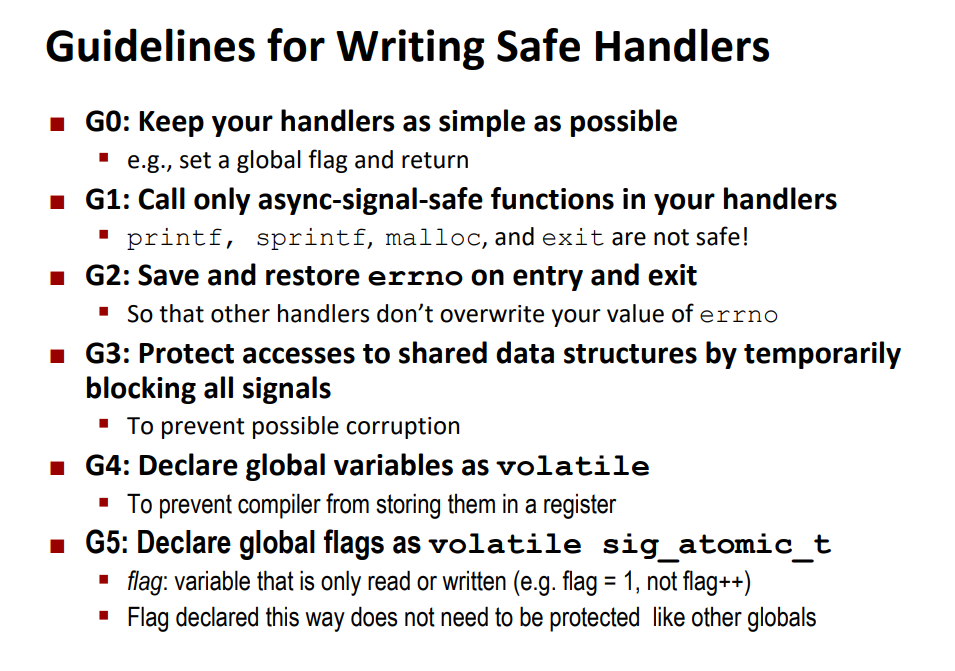 Guidelines for Writing Safe Handlers
G0: Keep your handlers as simple as possible
e.g., set a global flag and return
G1: Call only async-signal-safe functions in your handlers
printf, sprintf, malloc, and exit are not safe!
G2: Save and restore errno on entry and exit
So that other handlers don’t overwrite your value of errno
G3: Protect accesses to shared data structures by temporarily
blocking all signals
To prevent possible corruption
G4: Declare global variables as volatile
To prevent compiler from storing them in a register
G5: Declare global flags as volatile sig_atomic_t
flag: variable that is only read or written (e.g. flag = 1, not flag++)
Flag declared this way does not need to be protected like other globals